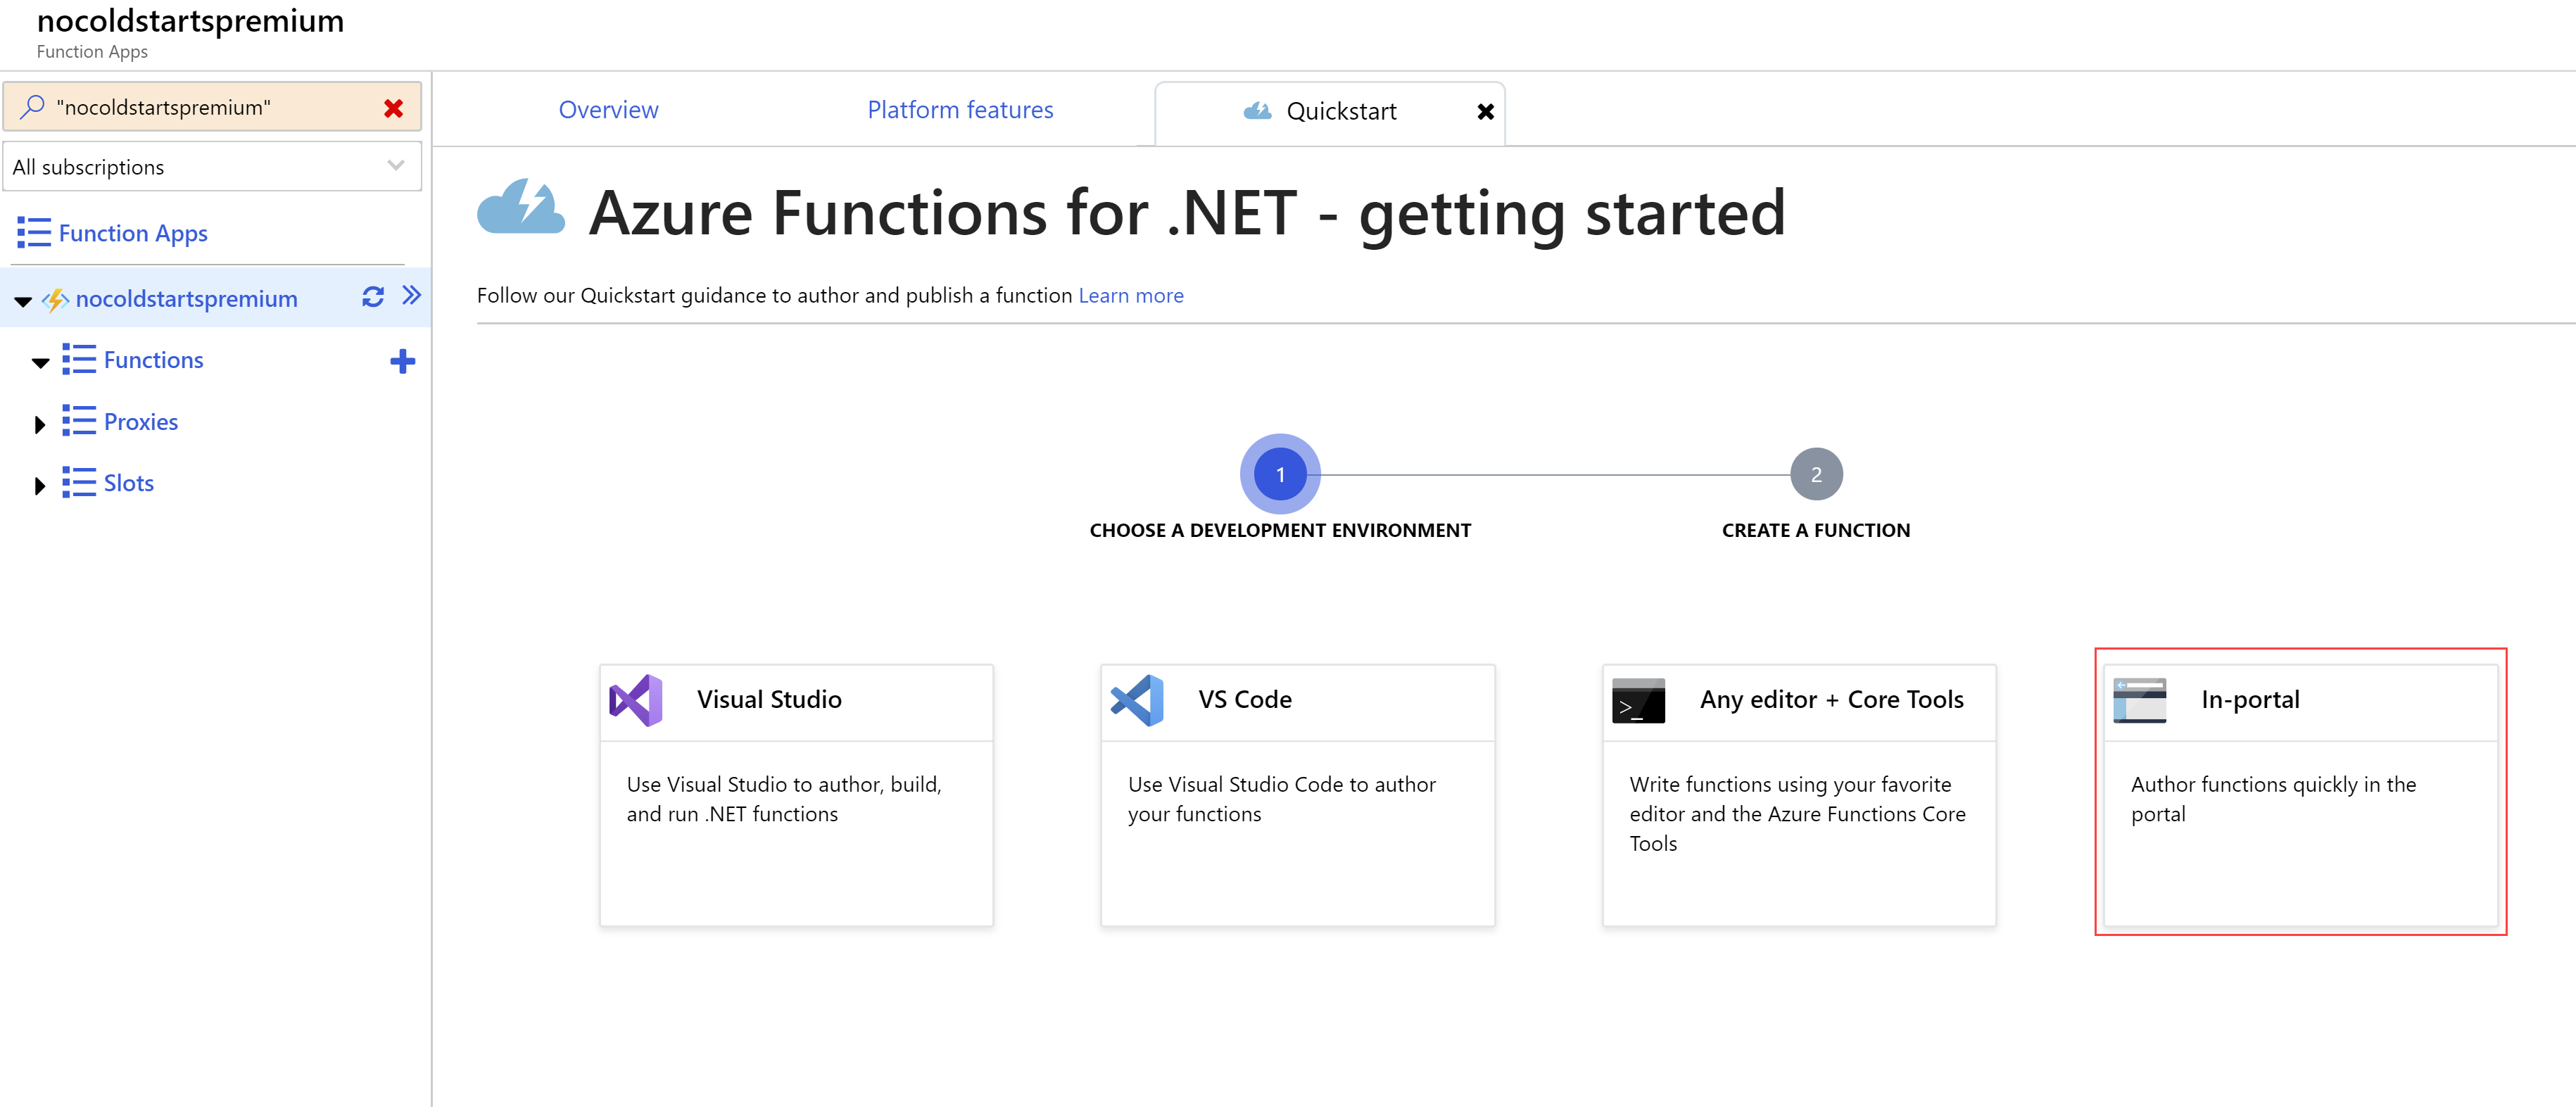 nocoldstartspremium
Function Apps
"nocoldstartspremium"
All subscriptions
Function Apps
nocoldstartspremium
Functions
Proxies
Slots
Overview
Platform features
Quickstart
Azure Functions for .NET - getting started
Follow our Quickstart guidance to author and publish a function Learn more
1
2
CHOOSE A DEVELOPMENT ENVIRONMENT
CREATE A FUNCTION
Visual Studio
Use Visual Studio to author, build,
and run .NET functions
VS Code
Use Visual Studio Code to author
your functions
>_
Any editor + Core Tools
Write functions using your favorite
editor and the Azure Functions Core
Tools
In-portal
Author functions quickly in the
portal